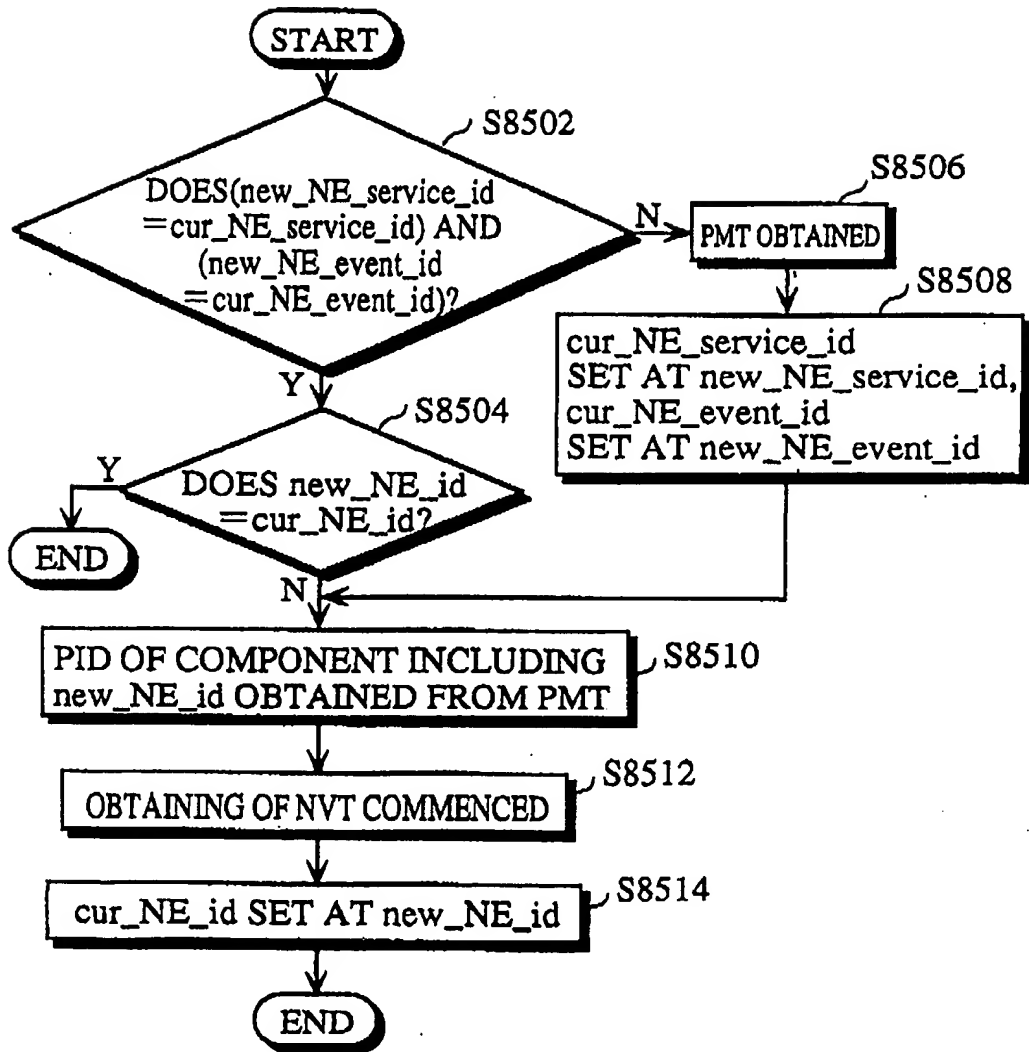 START
S8502
DOES(new_NE_service_id
=cur_NE_service_id) AND
(new_NE_event_id
=cur_NE_event_id)?
N
S8506
PMT OBTAINED
S8508
cur_NE_service_id
SET AT new_NE_service_id,
cur_NE_event_id
SET AT new_NE_event_id
Y
S8504
DOES new_NE_id
=cur_NE_id?
Y
END
N
PID OF COMPONENT INCLUDING
new_NE_id OBTAINED FROM PMT
S8510
OBTAINING OF NVT COMMENCED
S8512
cur_NE_id SET AT new_NE_id
S8514
END